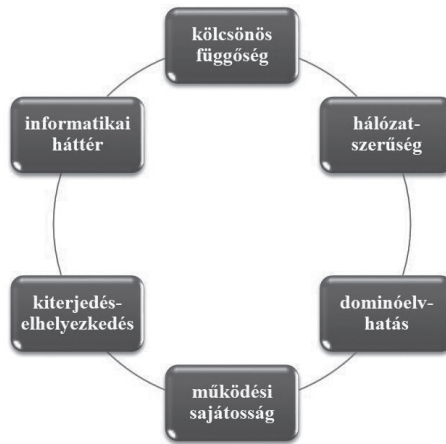 kölcsönös
függőség
hálózat-
szerűség
dominóelv-
hatás
működési
sajátosság
kiterjedés-
elhelyezkedés
informatikai
háttér